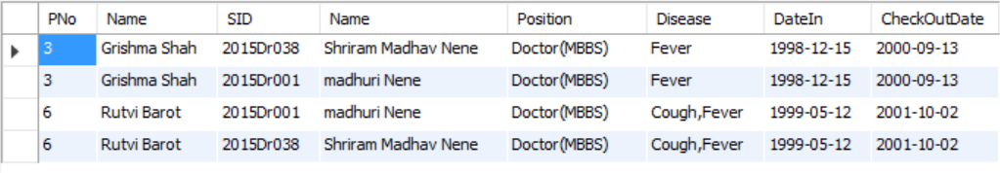 PNo Name SID Name Position Disease DateIn CheckOutDate
3 Grishma Shah 2015Dr038 Shriram Madhav Nene Doctor(MBBS) Fever 1998-12-15 2000-09-13
3 Grishma Shah 2015Dr001 madhuri Nene Doctor(MBBS) Fever 1998-12-15 2000-09-13
6 Rutvi Barot 2015Dr001 madhuri Nene Doctor(MBBS) Cough,Fever 1999-05-12 2001-10-02
6 Rutvi Barot 2015Dr038 Shriram Madhav Nene Doctor(MBBS) Cough,Fever 1999-05-12 2001-10-02